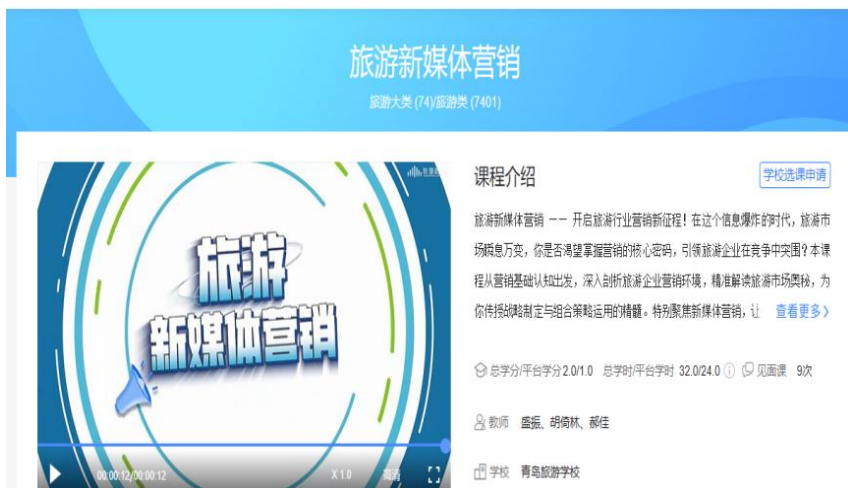 旅游新媒体营销
旅游大类 (74)/旅游类 (7401)
旅游
新媒体营销
00:00:12/00:00:12
X 1.0
高清
课程介绍
学校选课申请
旅游新媒体营销 —— 开启旅游行业营销新征程！在这个信息爆炸的时代，旅游市
场瞬息万变，你是否渴望掌握营销的核心密码，引领旅游企业在竞争中突围？本课
程从营销基础认知出发，深入剖析旅游企业营销环境，精准解读旅游市场奥秘，为
你传授战略制定与组合策略运用的精髓。特别聚焦新媒体营销，让 查看更多
总学分/平台学分 2.0/1.0 总学时/平台学时 32.0/24.0 见面课 9次
教师 盛振、胡倚林、郝佳
学校 青岛旅游学校